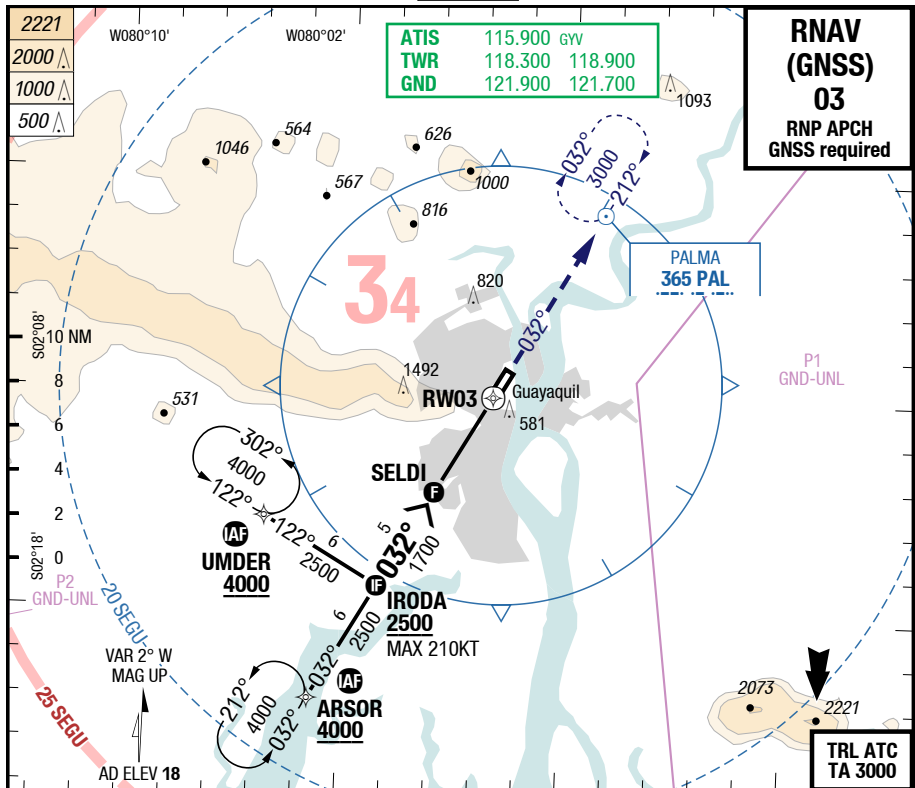 2221
2000
1000
500
W080°10'
W080°02'
ATIS 115.900 GYV
TWR 118.300 118.900
GND 121.900 121.700
RNAV
(GNSS)
03
RNP APCH
GNSS required
1093
1046
564
626
567
1000
816
032°
3000
212°
PALMA
365 PAL
34
820
S02°08'
10 NM
8
6
4
2
0
S02°18'
032°
P1
GND-UNL
1492
RW03
Guayaquil
581
531
302°
4000
122°
SELDI
F
122°
6
2500
5
032°
1700
IAF
UMDER
4000
IF
IRODA
2500
MAX 210KT
P2
GND-UNL
20 SEGU
6
2500
032°
IAF
ARSOR
4000
212°
4000
032°
VAR 2° W
MAG UP
25 SEGU
AD ELEV 18
2073
2221
TRL ATC
TA 3000